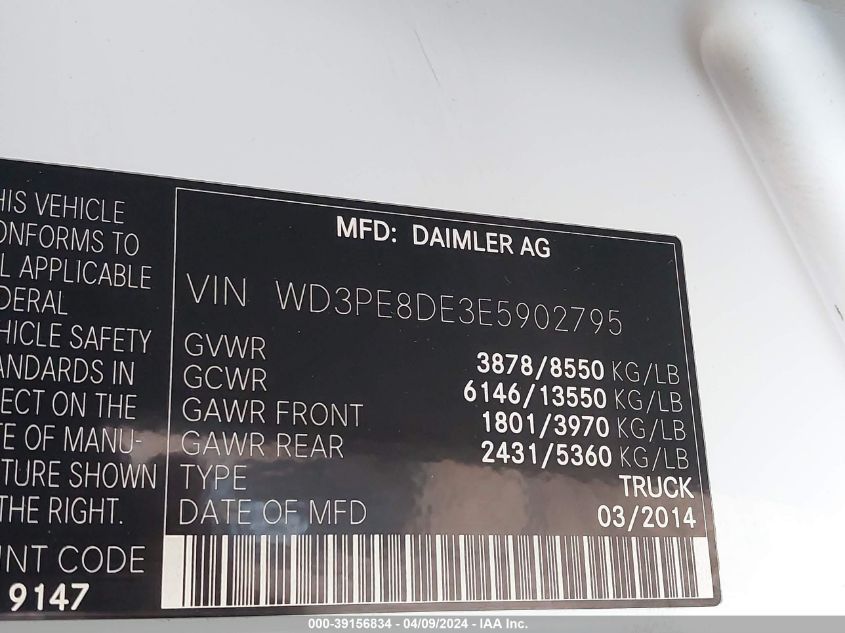 HIS VEHICLE
ONFORMS TO
L APPLICABLE
DERAL
HICLE SAFETY
ANDARDS IN
ECT ON THE
TE OF MANU-
TURE SHOWN
THE RIGHT.
UNT CODE
9147
MFD: DAIMLER AG
VIN WD3PE8DE3E5902795
GVWR 3878/8550 KG/LB
GCWR 6146/13550 KG/LB
GAWR FRONT 1801/3970 KG/LB
GAWR REAR 2431/5360 KG/LB
TYPE TRUCK
DATE OF MFD 03/2014
000-39156834 - 04/09/2024 - IAA Inc.